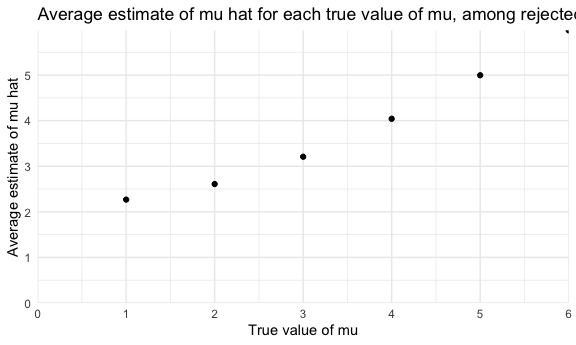 Average estimate of mu hat for each true value of mu, among rejected
Average estimate of mu hat
5
4
3
2
1
0
0 1 2 3 4 5 6
True value of mu